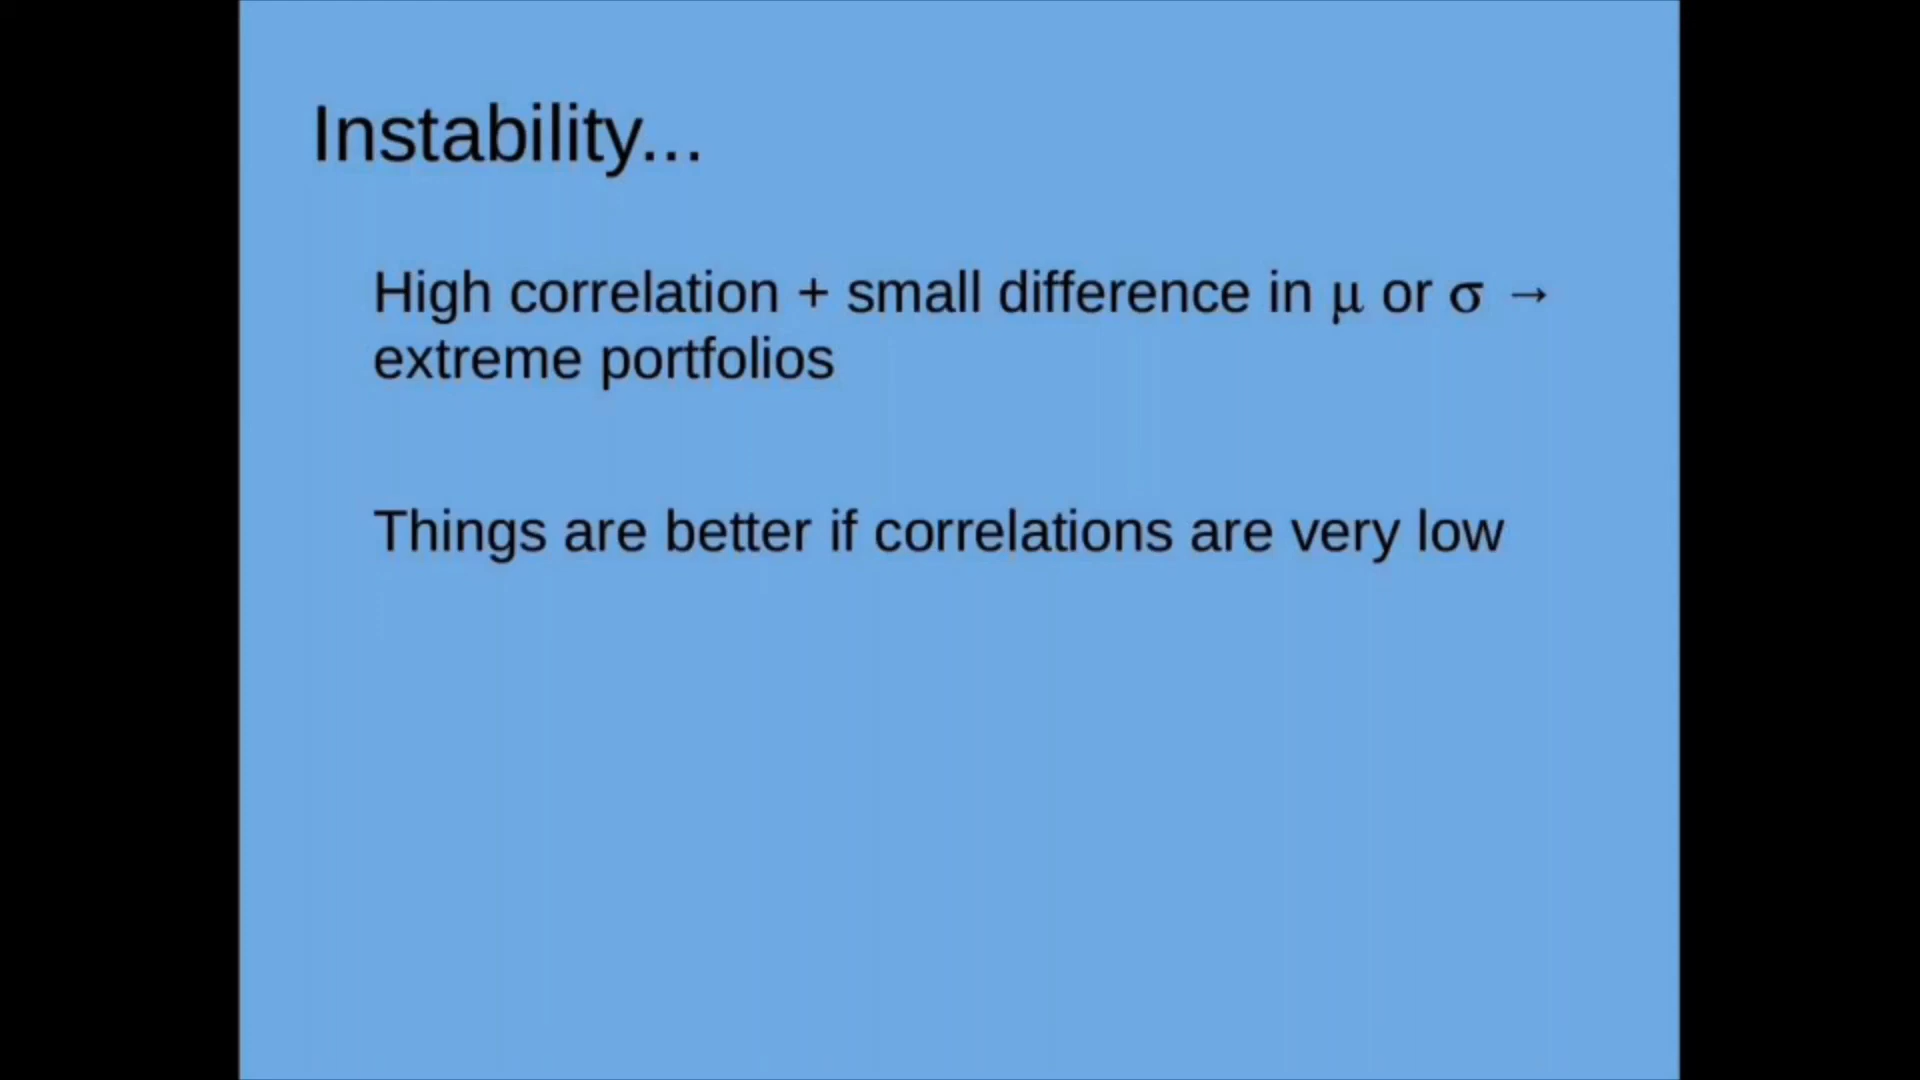 Instability...
High correlation + small difference in μ or σ →
extreme portfolios
Things are better if correlations are very low